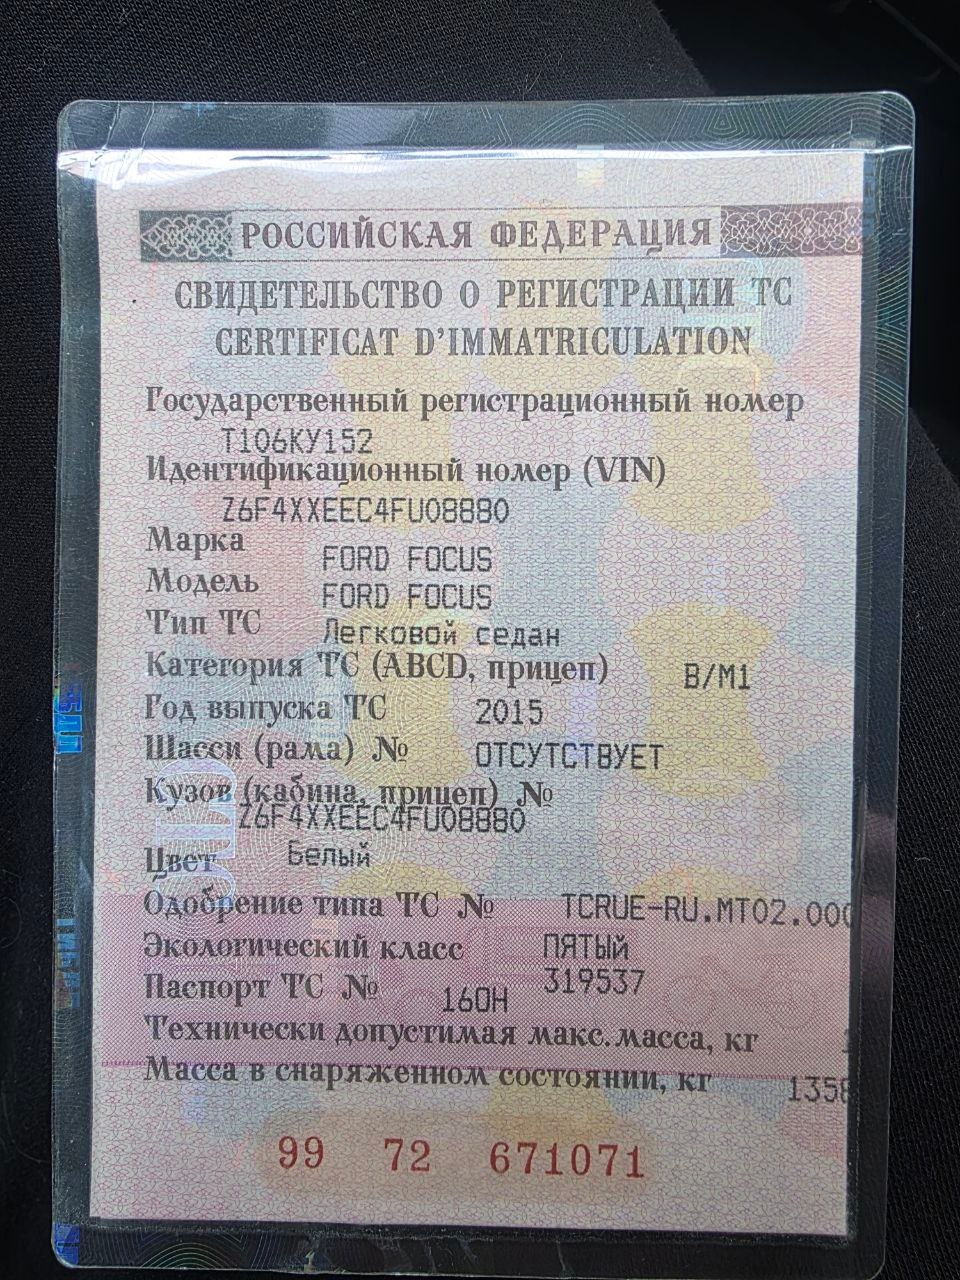 РОССИЙСКАЯ ФЕДЕРАЦИЯ
СВИДЕТЕЛЬСТВО О РЕГИСТРАЦИИ ТС
CERTIFICAT D'IMMATRICULATION
Государственный регистрационный номер
Т106КУ152
Идентификационный номер (VIN)
Z6F4XXEEC4FU08880
Марка FORD FOCUS
Модель FORD FOCUS
Тип ТС Легковой седан
Категория ТС (ABCD, прицеп) B/M1
Год выпуска ТС 2015
Шасси (рама) № ОТСУТСТВУЕТ
Кузов (кабина, прицеп) №
Z6F4XXEEC4FU08880
Цвет Белый
Одобрение типа ТС № TCRUE-RU.MT02.000
Экологический класс ПЯТЫЙ
Паспорт ТС № 16ОН 319537
Технически допустимая макс. масса, кг
Масса в снаряженном состоянии, кг 1358
99 72 671071